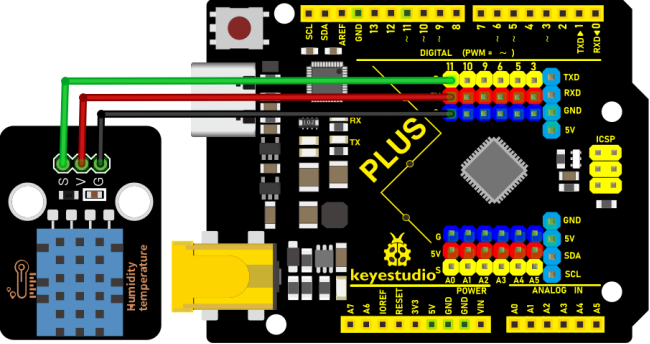 SCL SDA AREF GND 13 12 ~11 ~10 ~9 8 7 ~6 ~5 4 ~3 2 TXD▶1 RXD◀0
DIGITAL (PWM = ~)
11 10 9 6 5 3
TXD
RXD
GND
5V
RX
TX
ICSP
PLUS
S V G
Humidity
temperature
GND
5V
SDA
SCL
G
5V
S
A0 A1 A2 A3 A4 A5
keyestudio
POWER
ANALOG IN
A7 A6 IOREF RESET 3V3 5V GND GND VIN A0 A1 A2 A3 A4 A5